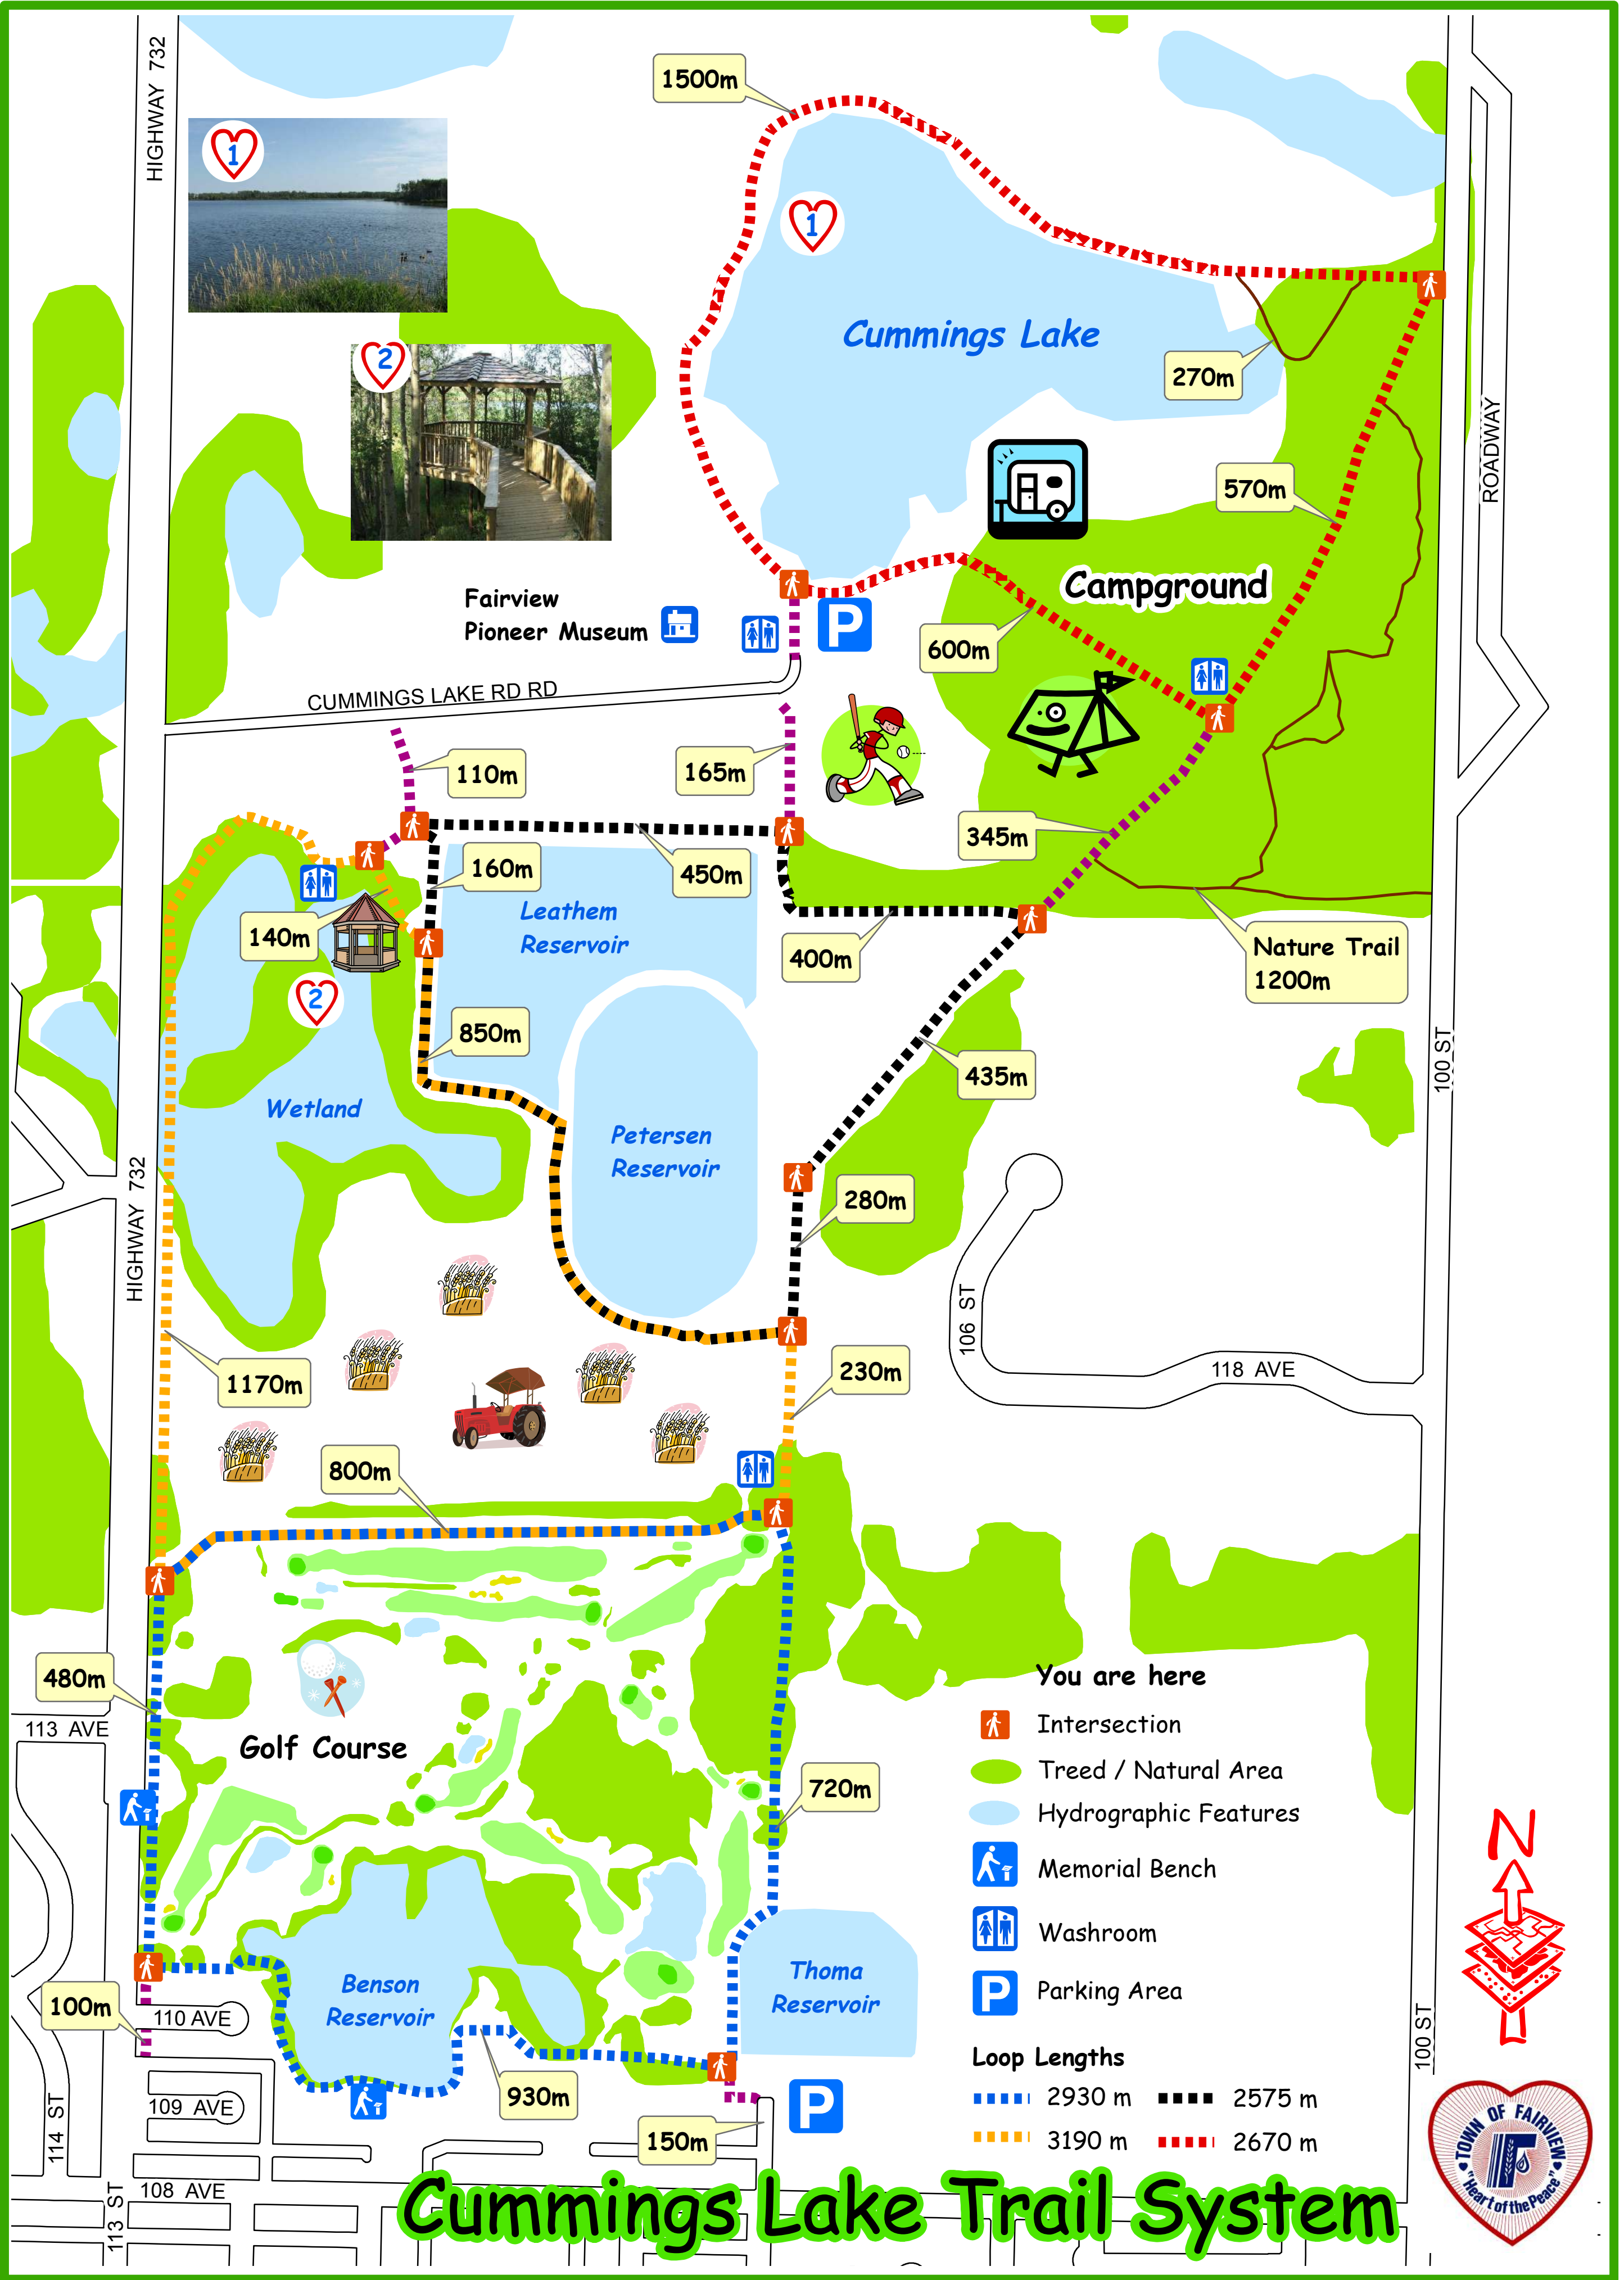 HIGHWAY 732
1500m
1
1
Cummings Lake
270m
2
ROADWAY
570m
Fairview
Pioneer Museum
P
Campground
600m
CUMMINGS LAKE RD RD
110m
165m
345m
160m
450m
Leathem
Reservoir
140m
400m
Nature Trail
1200m
2
850m
435m
100 ST
Wetland
Petersen
Reservoir
HIGHWAY 732
280m
106 ST
118 AVE
230m
1170m
800m
480m
113 AVE
Golf Course
720m
You are here
Intersection
Treed / Natural Area
Hydrographic Features
Memorial Bench
Washroom
P
Parking Area
N
Thoma
Reservoir
Benson
Reservoir
100m
110 AVE
100 ST
Loop Lengths
2930 m
2575 m
3190 m
2670 m
930m
P
150m
109 AVE
114 ST
108 AVE
113 ST
TOWN OF FAIRVIEW
"Heart of the Peace"
Cummings Lake Trail System